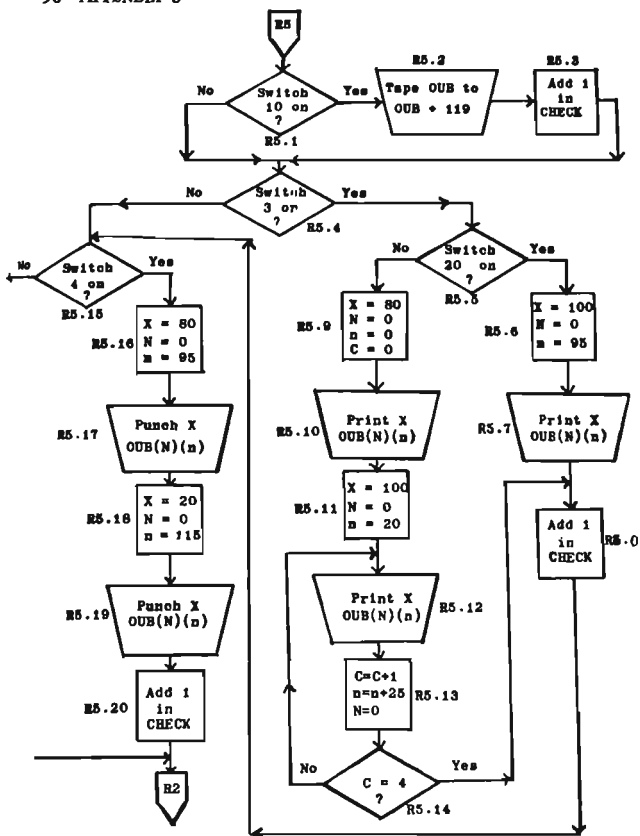 R5
R5.2
R5.3
No
Switch
10 on
?
Yes
Tape OUB to
OUB + 119
Add 1
in
CHECK
R5.1
No
Switch
3 or
?
Yes
R5.4
No
Switch
4 on
?
Yes
R5.15
No
Switch
20 on
?
Yes
R5.5
R5.16
X = 80
N = 0
n = 95
R5.9
X = 80
N = 0
n = 0
C = 0
R5.6
X = 100
N = 0
n = 95
R5.17
Punch X
OUB(N)(n)
R5.10
Print X
OUB(N)(n)
R5.7
Print X
OUB(N)(n)
R5.18
X = 20
N = 0
n = 115
R5.11
X = 100
N = 0
n = 20
Add 1
in
CHECK
R5.19
Punch X
OUB(N)(n)
Print X
OUB(N)(n)
R5.12
R5.20
Add 1
in
CHECK
C=C+1
n=n+25
N=0
R5.13
No
C = 4
?
Yes
R5.14
R2